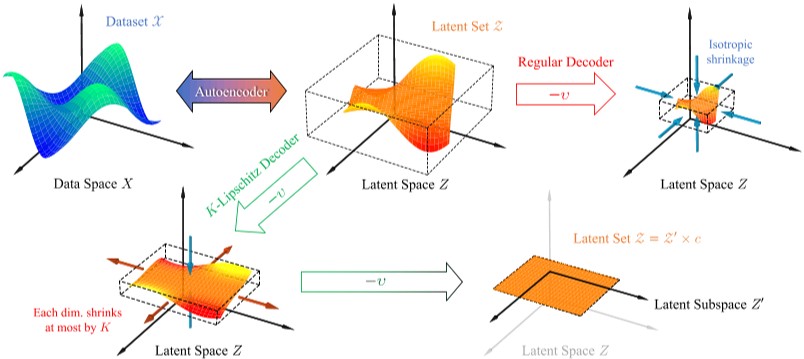 Dataset 𝒳
Autoencoder
Data Space X
Latent Set 𝒵
Latent Space Z
Regular Decoder
−υ
Isotropic
shrinkage
Latent Space Z
K-Lipschitz Decoder
−υ
Each dim. shrinks
at most by K
Latent Space Z
−υ
Latent Set 𝒵 = 𝒵′ × c
Latent Subspace Z′
Latent Space Z